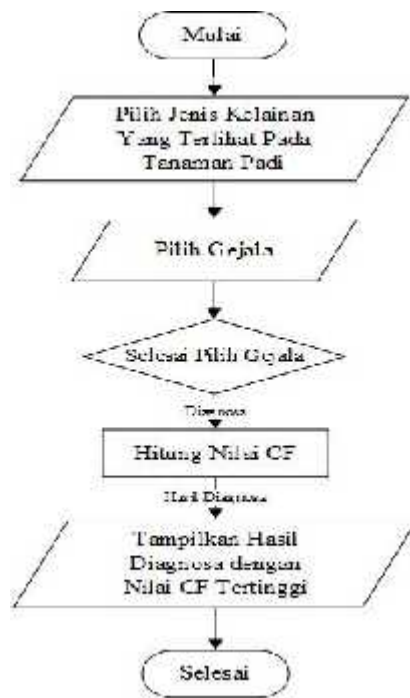 Mulai
Pilih Jenis Kelainan
Yang Terlihat Pada
Tanaman Padi
Pilih Gejala
Selesai Pilih Gejala
Diagnosa
Hitung Nilai CF
Hasil Diagnosa
Tampilkan Hasil
Diagnosa dengan
Nilai CF Tertinggi
Selesai